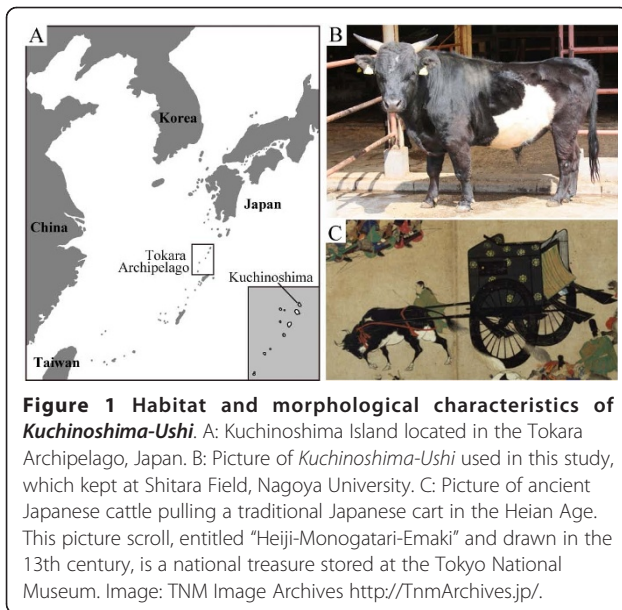 A
B
Korea
Japan
China
C
Tokara
Archipelago
Kuchinoshima
Taiwan
Figure 1 Habitat and morphological characteristics of
Kuchinoshima-Ushi. A: Kuchinoshima Island located in the Tokara
Archipelago, Japan. B: Picture of Kuchinoshima-Ushi used in this study,
which kept at Shitara Field, Nagoya University. C: Picture of ancient
Japanese cattle pulling a traditional Japanese cart in the Heian Age.
This picture scroll, entitled “Heiji-Monogatari-Emaki” and drawn in the
13th century, is a national treasure stored at the Tokyo National
Museum. Image: TNM Image Archives http://TnmArchives.jp/.